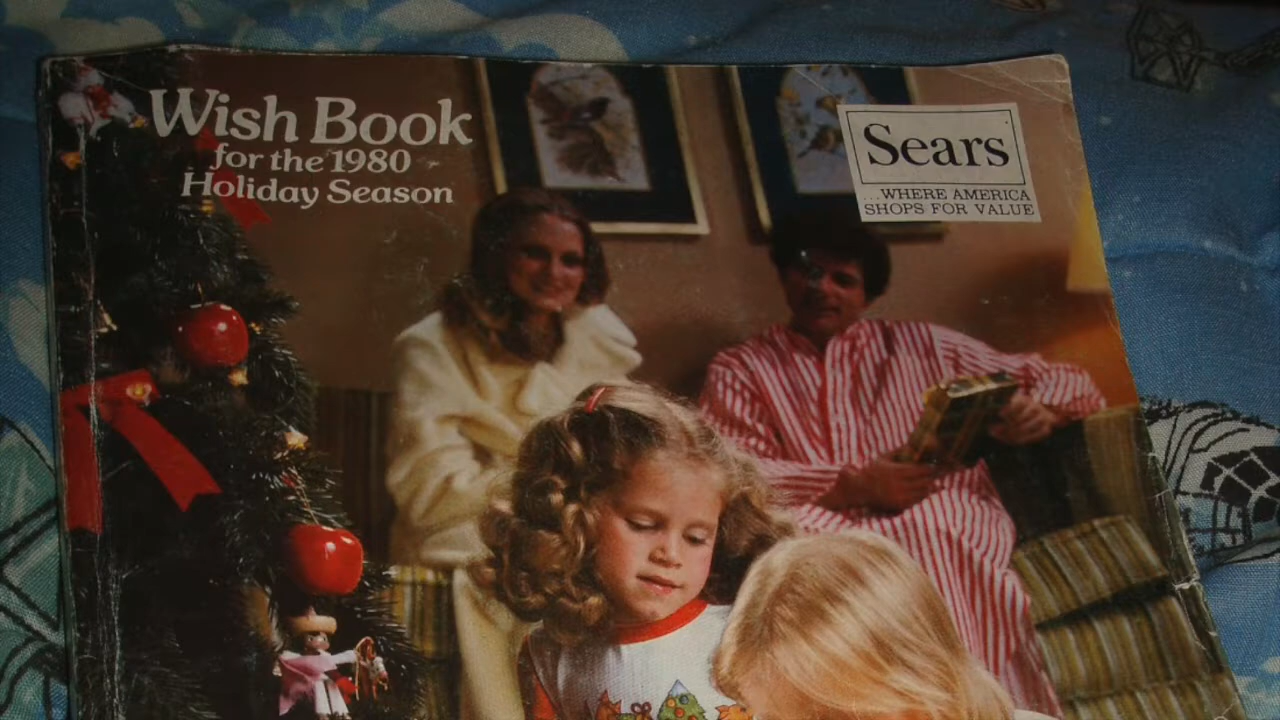 Wish Book
for the 1980
Holiday Season
Sears
...WHERE AMERICA
SHOPS FOR VALUE